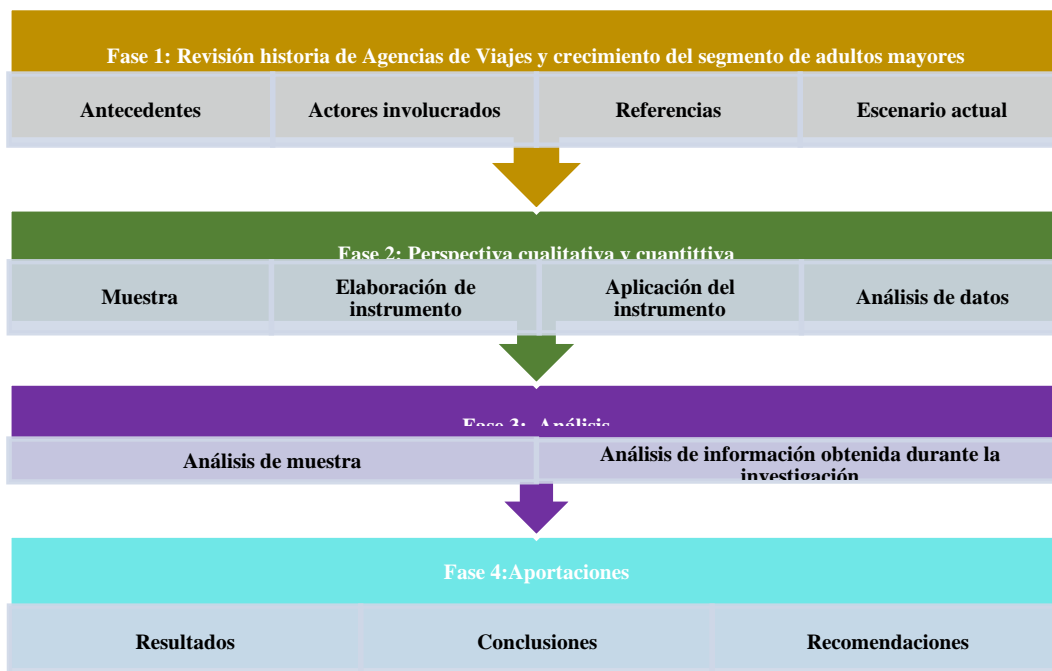 Fase 1: Revisión historia de Agencias de Viajes y crecimiento del segmento de adultos mayores
Antecedentes
Actores involucrados
Referencias
Escenario actual
Fase 2: Perspectiva cualitativa y cuantittiva
Muestra
Elaboración de
instrumento
Aplicación del
instrumento
Análisis de datos
Fase 3: Análisis
Análisis de muestra
Análisis de información obtenida durante la
investigación
Fase 4:Aportaciones
Resultados
Conclusiones
Recomendaciones